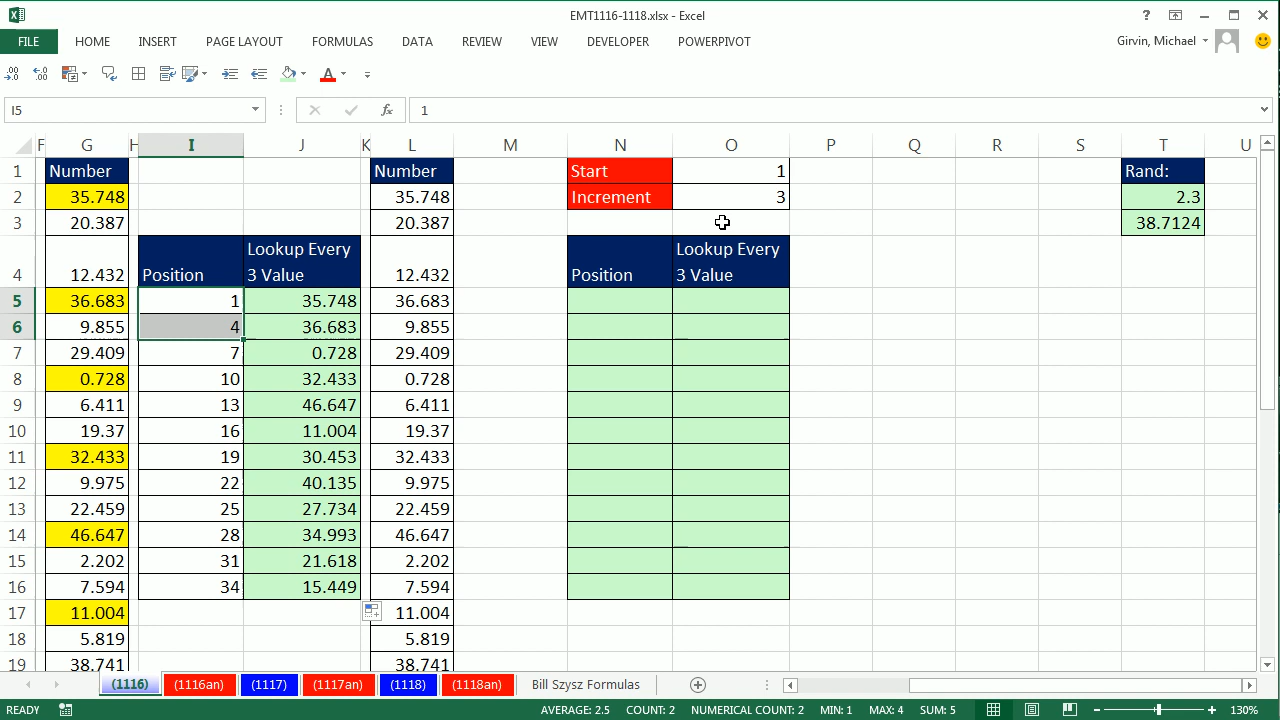 EMT1116-1118.xlsx - Excel
FILE HOME INSERT PAGE LAYOUT FORMULAS DATA REVIEW VIEW DEVELOPER POWERPIVOT Girvin, Michael
I5 fx 1
F G H I J K L M N O P Q R S T U
1 Number Number Start 1 Rand:
2 35.748 35.748 Increment 3 2.3
3 20.387 20.387 38.7124
Lookup Every Lookup Every
4 12.432 Position 3 Value 12.432 Position 3 Value
5 36.683 1 35.748 36.683
6 9.855 4 36.683 9.855
7 29.409 7 0.728 29.409
8 0.728 10 32.433 0.728
9 6.411 13 46.647 6.411
10 19.37 16 11.004 19.37
11 32.433 19 30.453 32.433
12 9.975 22 40.135 9.975
13 22.459 25 27.734 22.459
14 46.647 28 34.993 46.647
15 2.202 31 21.618 2.202
16 7.594 34 15.449 7.594
17 11.004 11.004
18 5.819 5.819
19 38.741 38.741
(1116) (1116an) (1117) (1117an) (1118) (1118an) Bill Szysz Formulas
READY AVERAGE: 2.5 COUNT: 2 NUMERICAL COUNT: 2 MIN: 1 MAX: 4 SUM: 5 130%